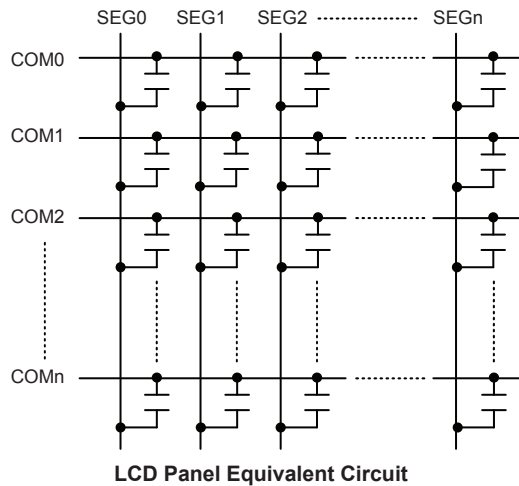 SEG0 SEG1 SEG2 SEGn
COM0
COM1
COM2
COMn
LCD Panel Equivalent Circuit